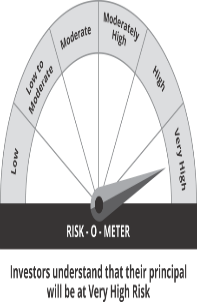 Low
Low to
Moderate
Moderate
Moderately
High
High
Very High
RISK - O - METER
Investors understand that their principal
will be at Very High Risk